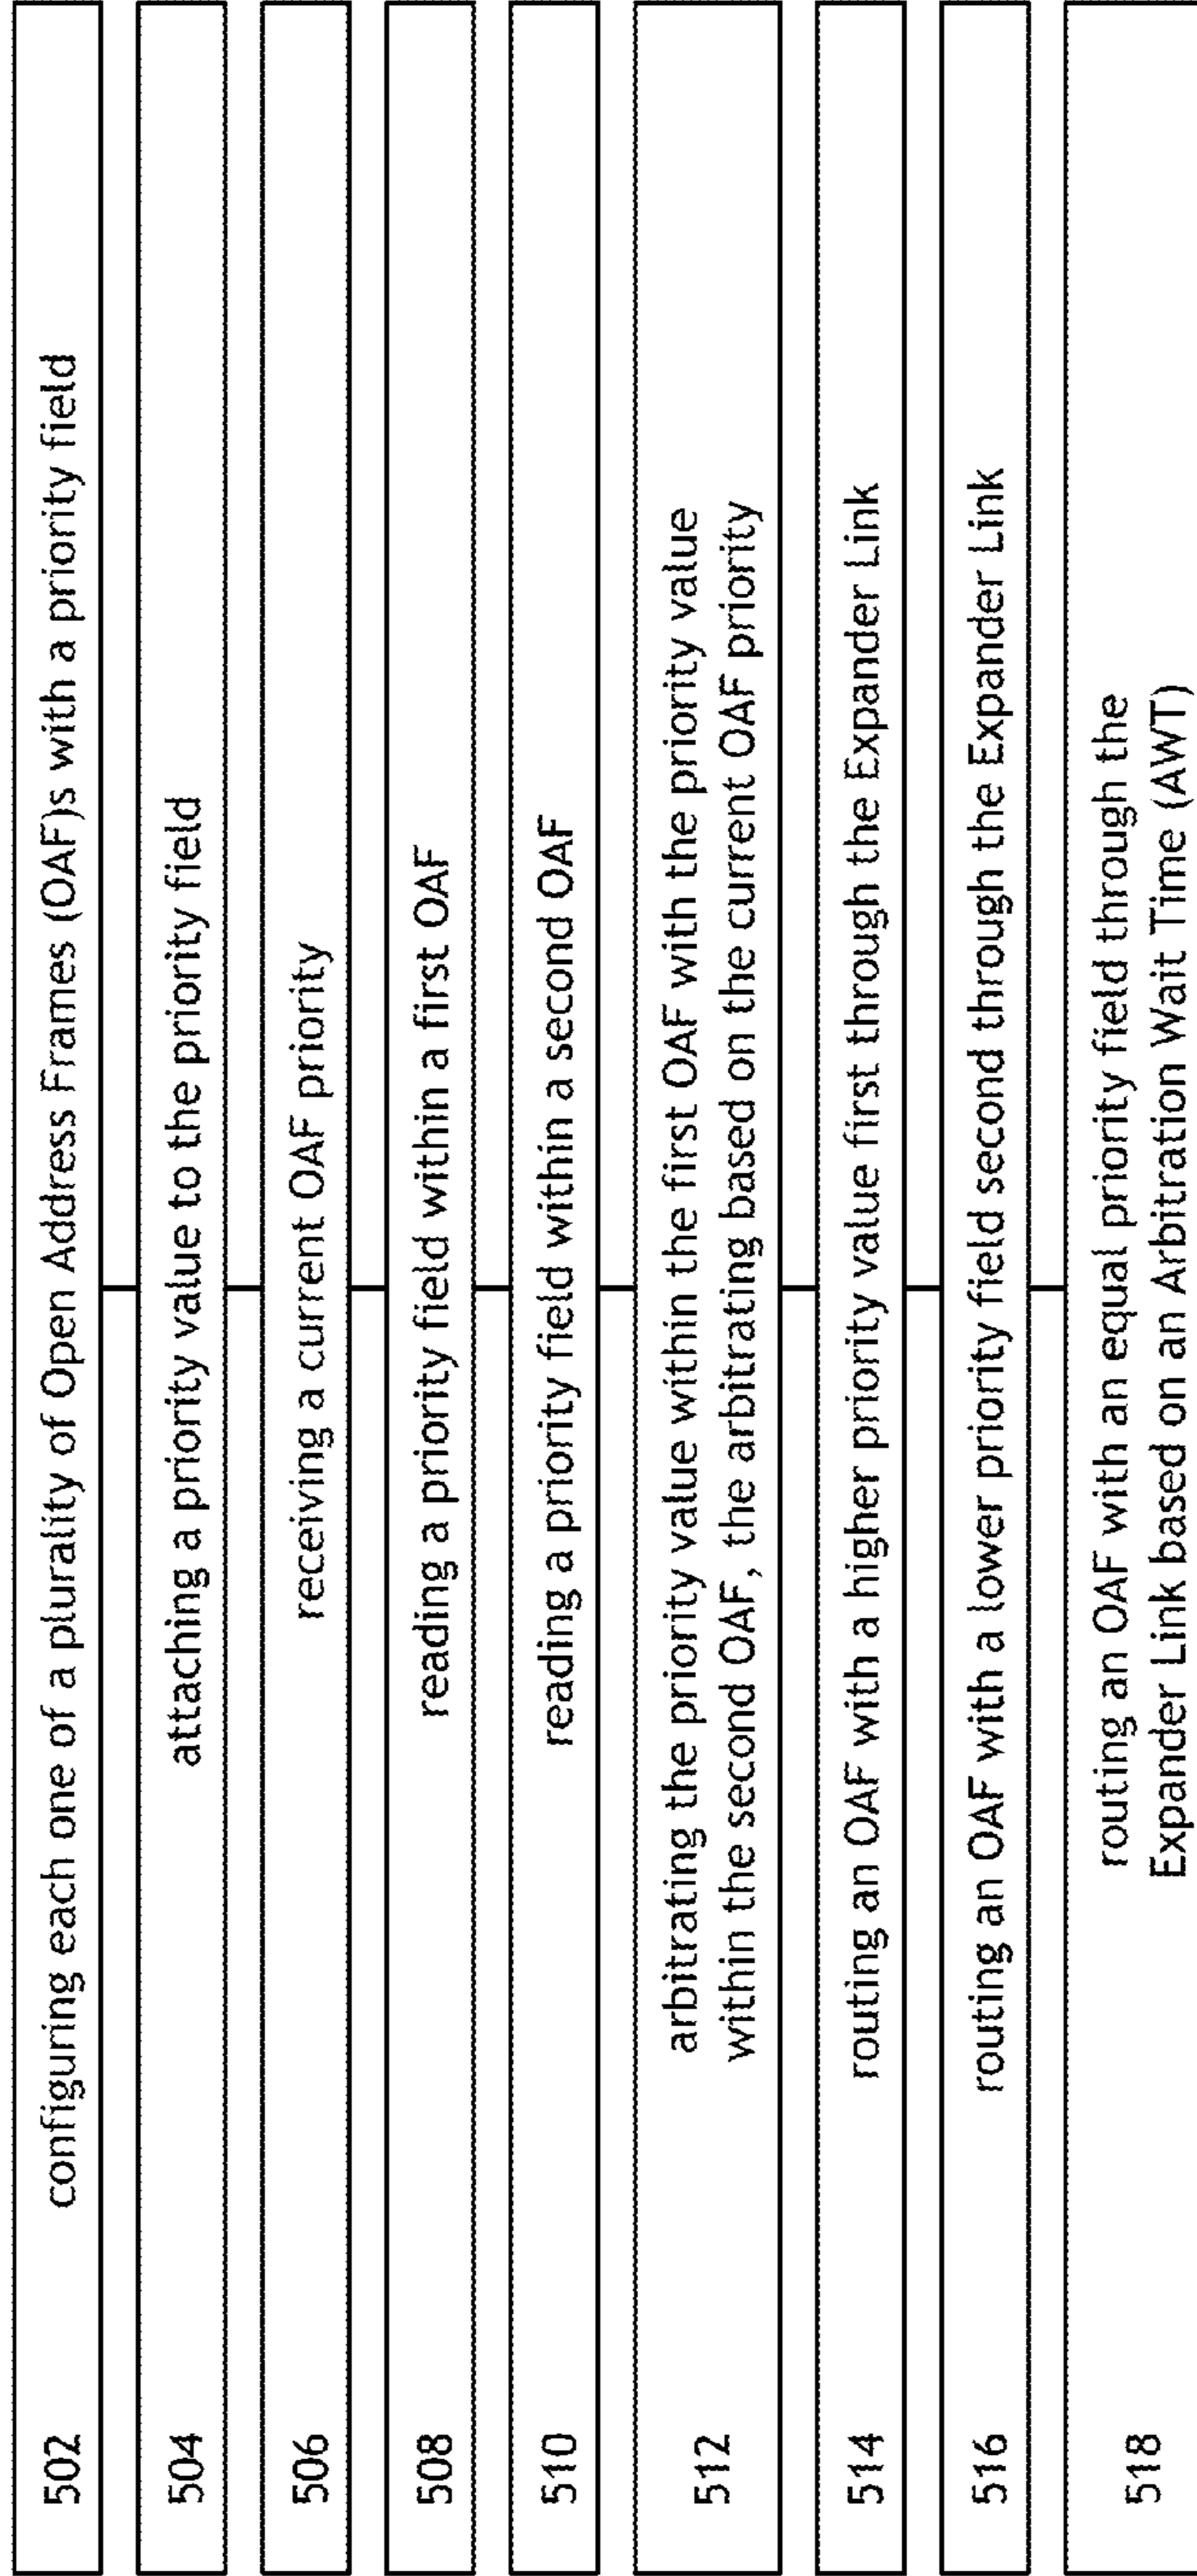 502 configuring each one of a plurality of Open Address Frames (OAF)s with a priority field
504 attaching a priority value to the priority field
506 receiving a current OAF priority
508 reading a priority field within a first OAF
510 reading a priority field within a second OAF
512 arbitrating the priority value within the first OAF with the priority value
within the second OAF, the arbitrating based on the current OAF priority
514 routing an OAF with a higher priority value first through the Expander Link
516 routing an OAF with a lower priority field second through the Expander Link
518 routing an OAF with an equal priority field through the
Expander Link based on an Arbitration Wait Time (AWT)